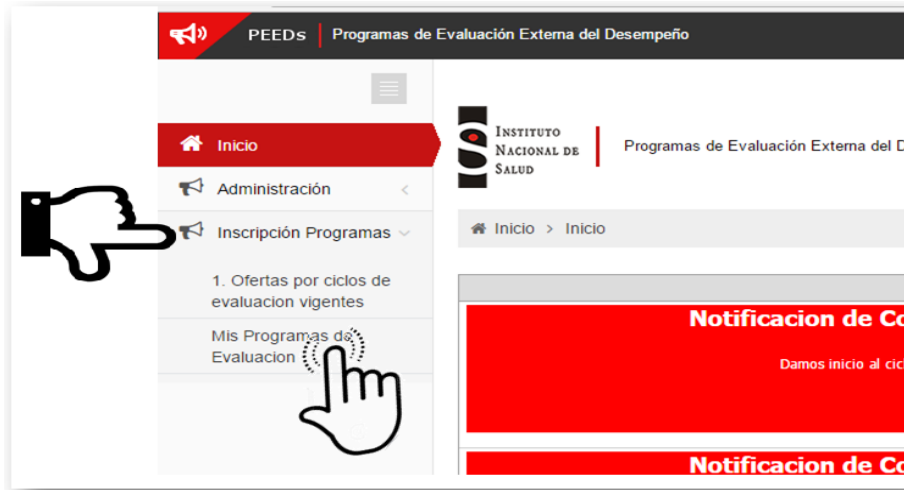 PEEDs Programas de Evaluación Externa del Desempeño
INSTITUTO
NACIONAL DE
SALUD
Programas de Evaluación Externa del D
Inicio
Administración
Inscripción Programas
1. Ofertas por ciclos de
evaluacion vigentes
Mis Programas de
Evaluacion
Inicio > Inicio
Notificacion de Co
Damos inicio al cicl
Notificacion de Co